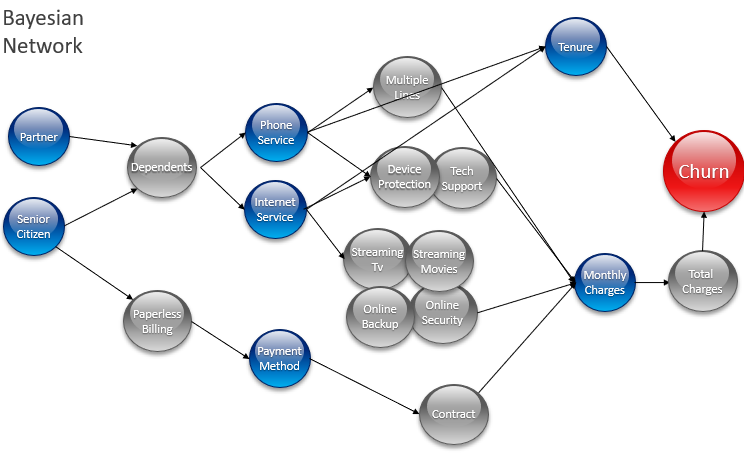 Bayesian
Network
Tenure
Multiple
Lines
Phone
Service
Partner
Dependents
Device
Protection
Tech
Support
Churn
Internet
Service
Senior
Citizen
Streaming
Tv
Streaming
Movies
Monthly
Charges
Total
Charges
Paperless
Billing
Online
Backup
Online
Security
Payment
Method
Contract